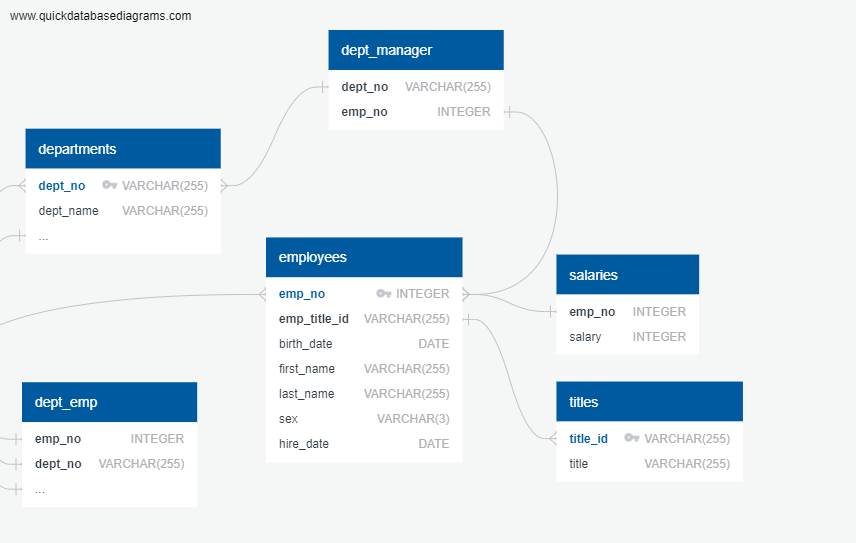 www.quickdatabasediagrams.com
dept_manager
dept_no VARCHAR(255)
emp_no INTEGER
departments
dept_no VARCHAR(255)
dept_name VARCHAR(255)
...
employees
emp_no INTEGER
emp_title_id VARCHAR(255)
birth_date DATE
first_name VARCHAR(255)
last_name VARCHAR(255)
sex VARCHAR(3)
hire_date DATE
salaries
emp_no INTEGER
salary INTEGER
dept_emp
emp_no INTEGER
dept_no VARCHAR(255)
...
titles
title_id VARCHAR(255)
title VARCHAR(255)